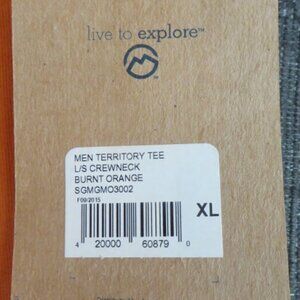 live to explore™
MEN TERRITORY TEE
L/S CREWNECK
BURNT ORANGE
SGMGMO3002
F09/2015
XL
4 20000 60879 0